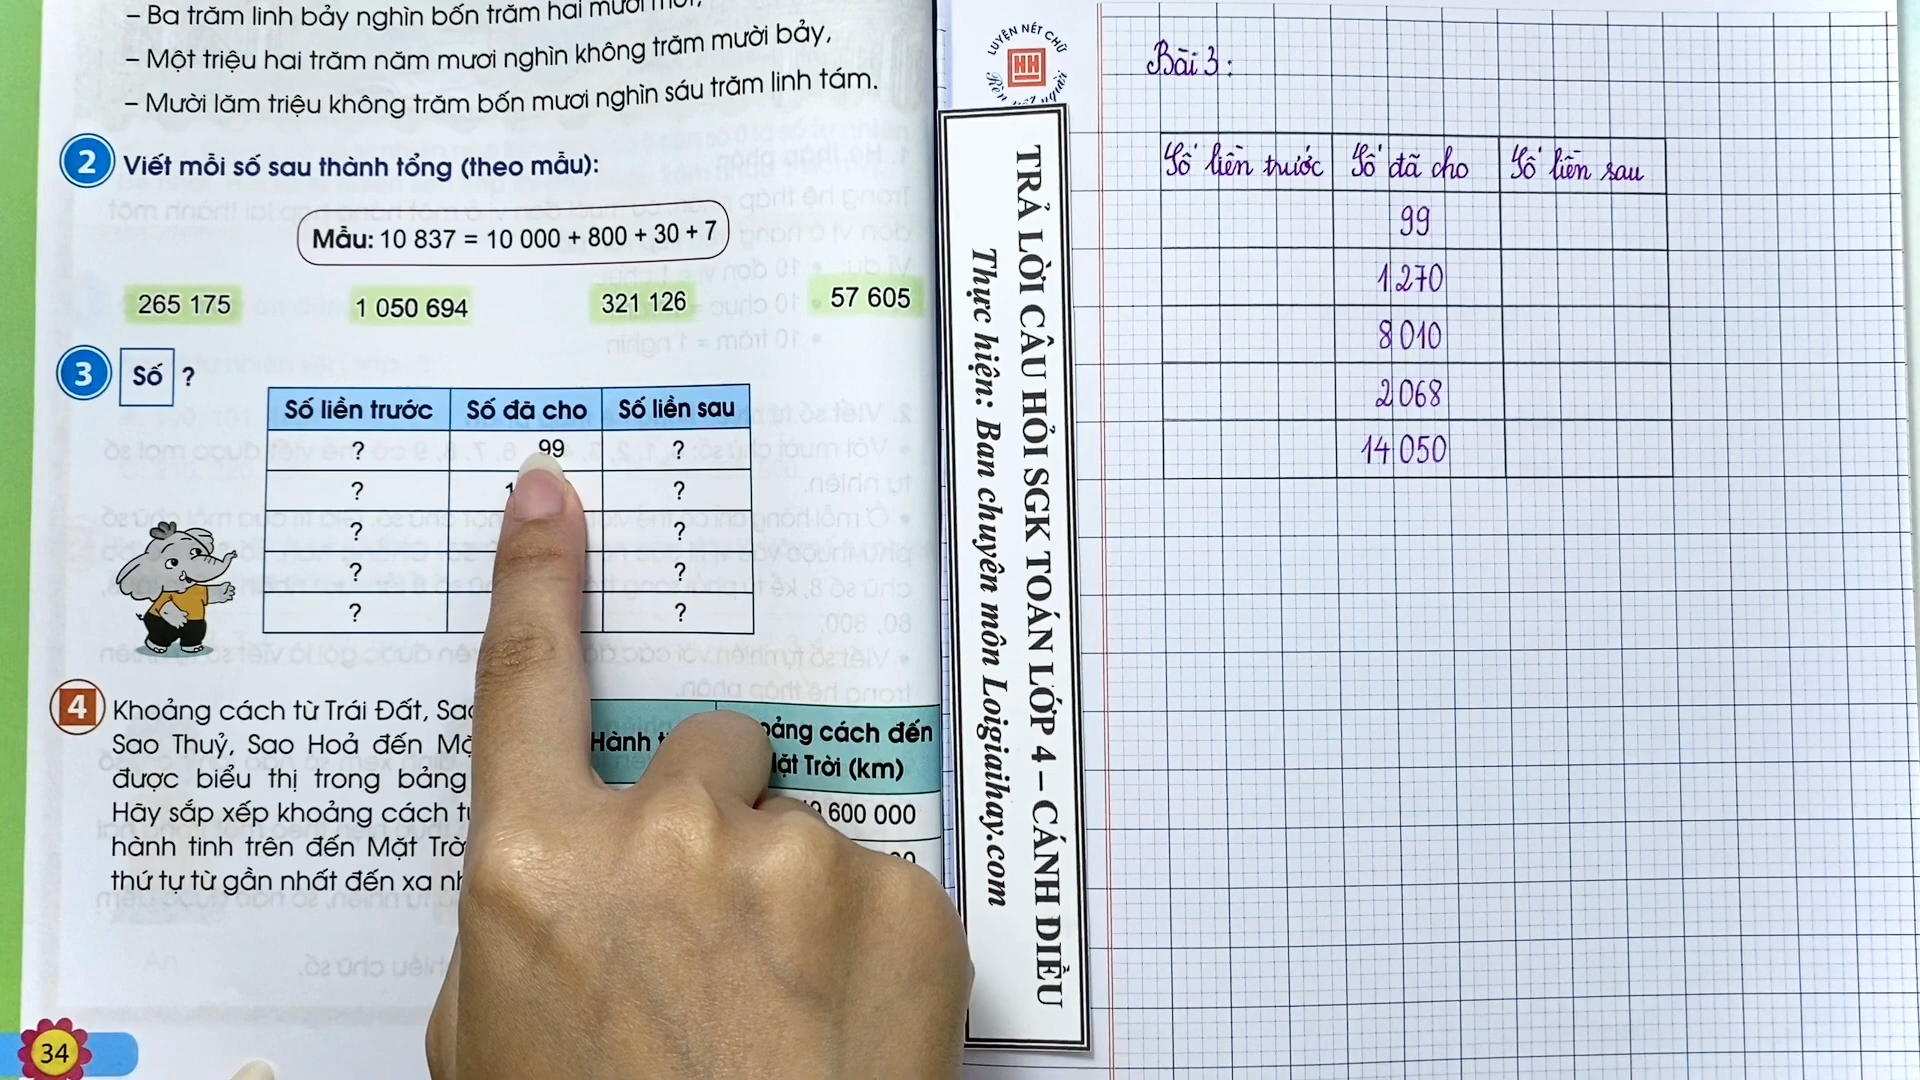 – Ba trăm linh bảy nghìn bốn trăm hai mươi
– Một triệu hai trăm năm mươi nghìn không trăm mười bảy,
– Mười lăm triệu không trăm bốn mươi nghìn sáu trăm linh tám.
2 Viết mỗi số sau thành tổng (theo mẫu):
Mẫu: 10 837 = 10 000 + 800 + 30 + 7
265 175 1 050 694 321 126 57 605
3 Số ?
Số liền trước Số đã cho Số liền sau
? 99 ?
? 1 ?
? ?
? ?
? ?
4 Khoảng cách từ Trái Đất,
Sao Thuỷ, Sao Hoả đến
được biểu thị trong bảng
Hãy sắp xếp khoảng cách
hành tinh trên đến Mặt
thứ tự từ gần nhất đến xa
Hành
cách đến
Trời (km)
600 000
34
LUYỆN NÉT CHỮ
HH
TRẢ LỜI CÂU HỎI SGK TOÁN LỚP 4 – CÁNH DIỀU
Thực hiện: Ban chuyên môn Loigiaihay.com
Bài 3:
Số liền trước Số đã cho Số liền sau
99
1 270
8 010
2 068
14 050